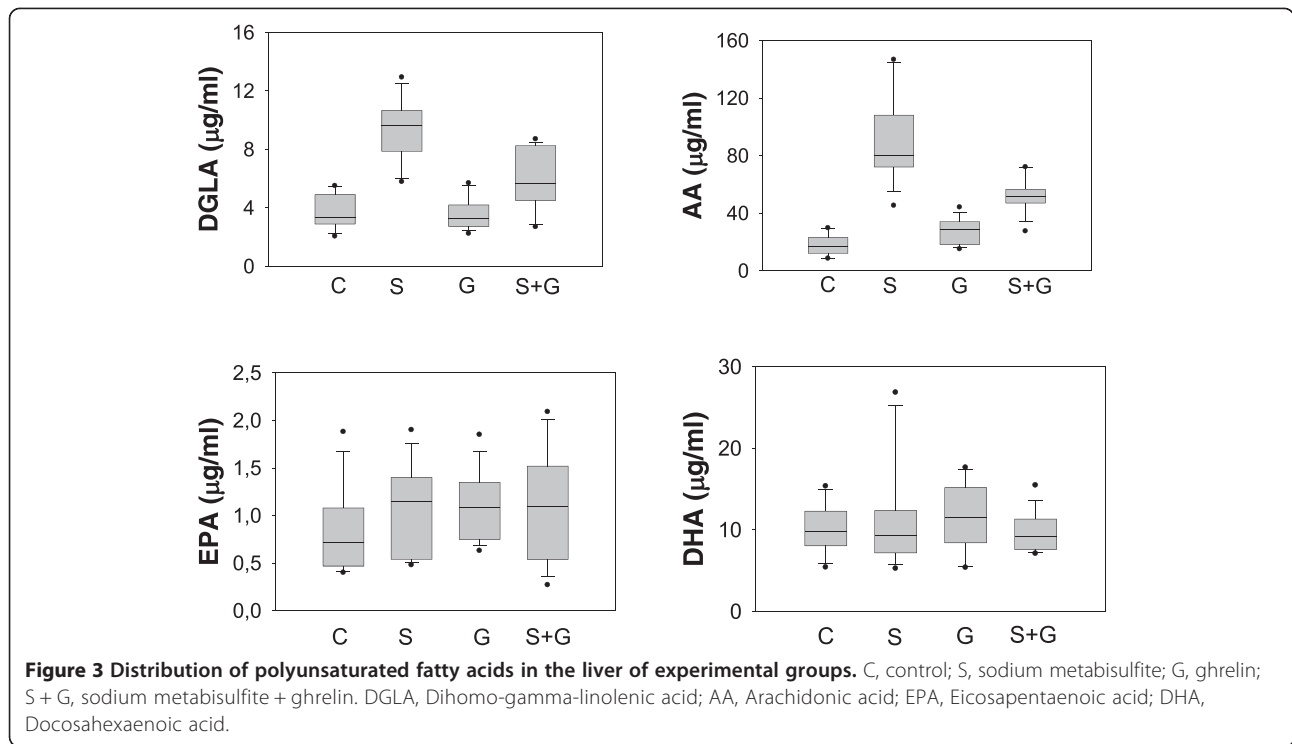 16
12
8
4
0
DGLA (µg/ml)
C S G S+G
160
120
80
40
0
AA (µg/ml)
C S G S+G
2,5
2,0
1,5
1,0
0,5
0,0
EPA (µg/ml)
C S G S+G
30
20
10
0
DHA (µg/ml)
C S G S+G
Figure 3 Distribution of polyunsaturated fatty acids in the liver of experimental groups. C, control; S, sodium metabisulfite; G, ghrelin;
S + G, sodium metabisulfite + ghrelin. DGLA, Dihomo-gamma-linolenic acid; AA, Arachidonic acid; EPA, Eicosapentaenoic acid; DHA,
Docosahexaenoic acid.